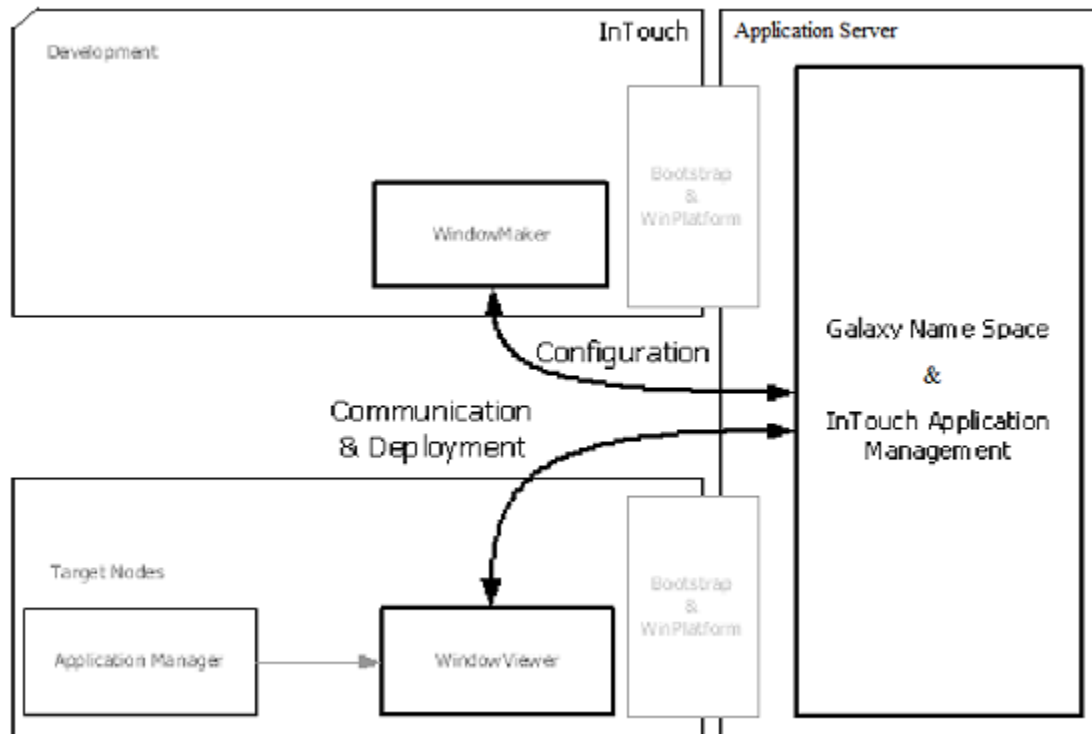 InTouch
Application Server
Development
Bootstrap
&
WinPlatform
WindowMaker
Galaxy Name Space
&
InTouch Application
Management
Configuration
Communication
& Deployment
Target Nodes
Bootstrap
&
WinPlatform
Application Manager
WindowViewer